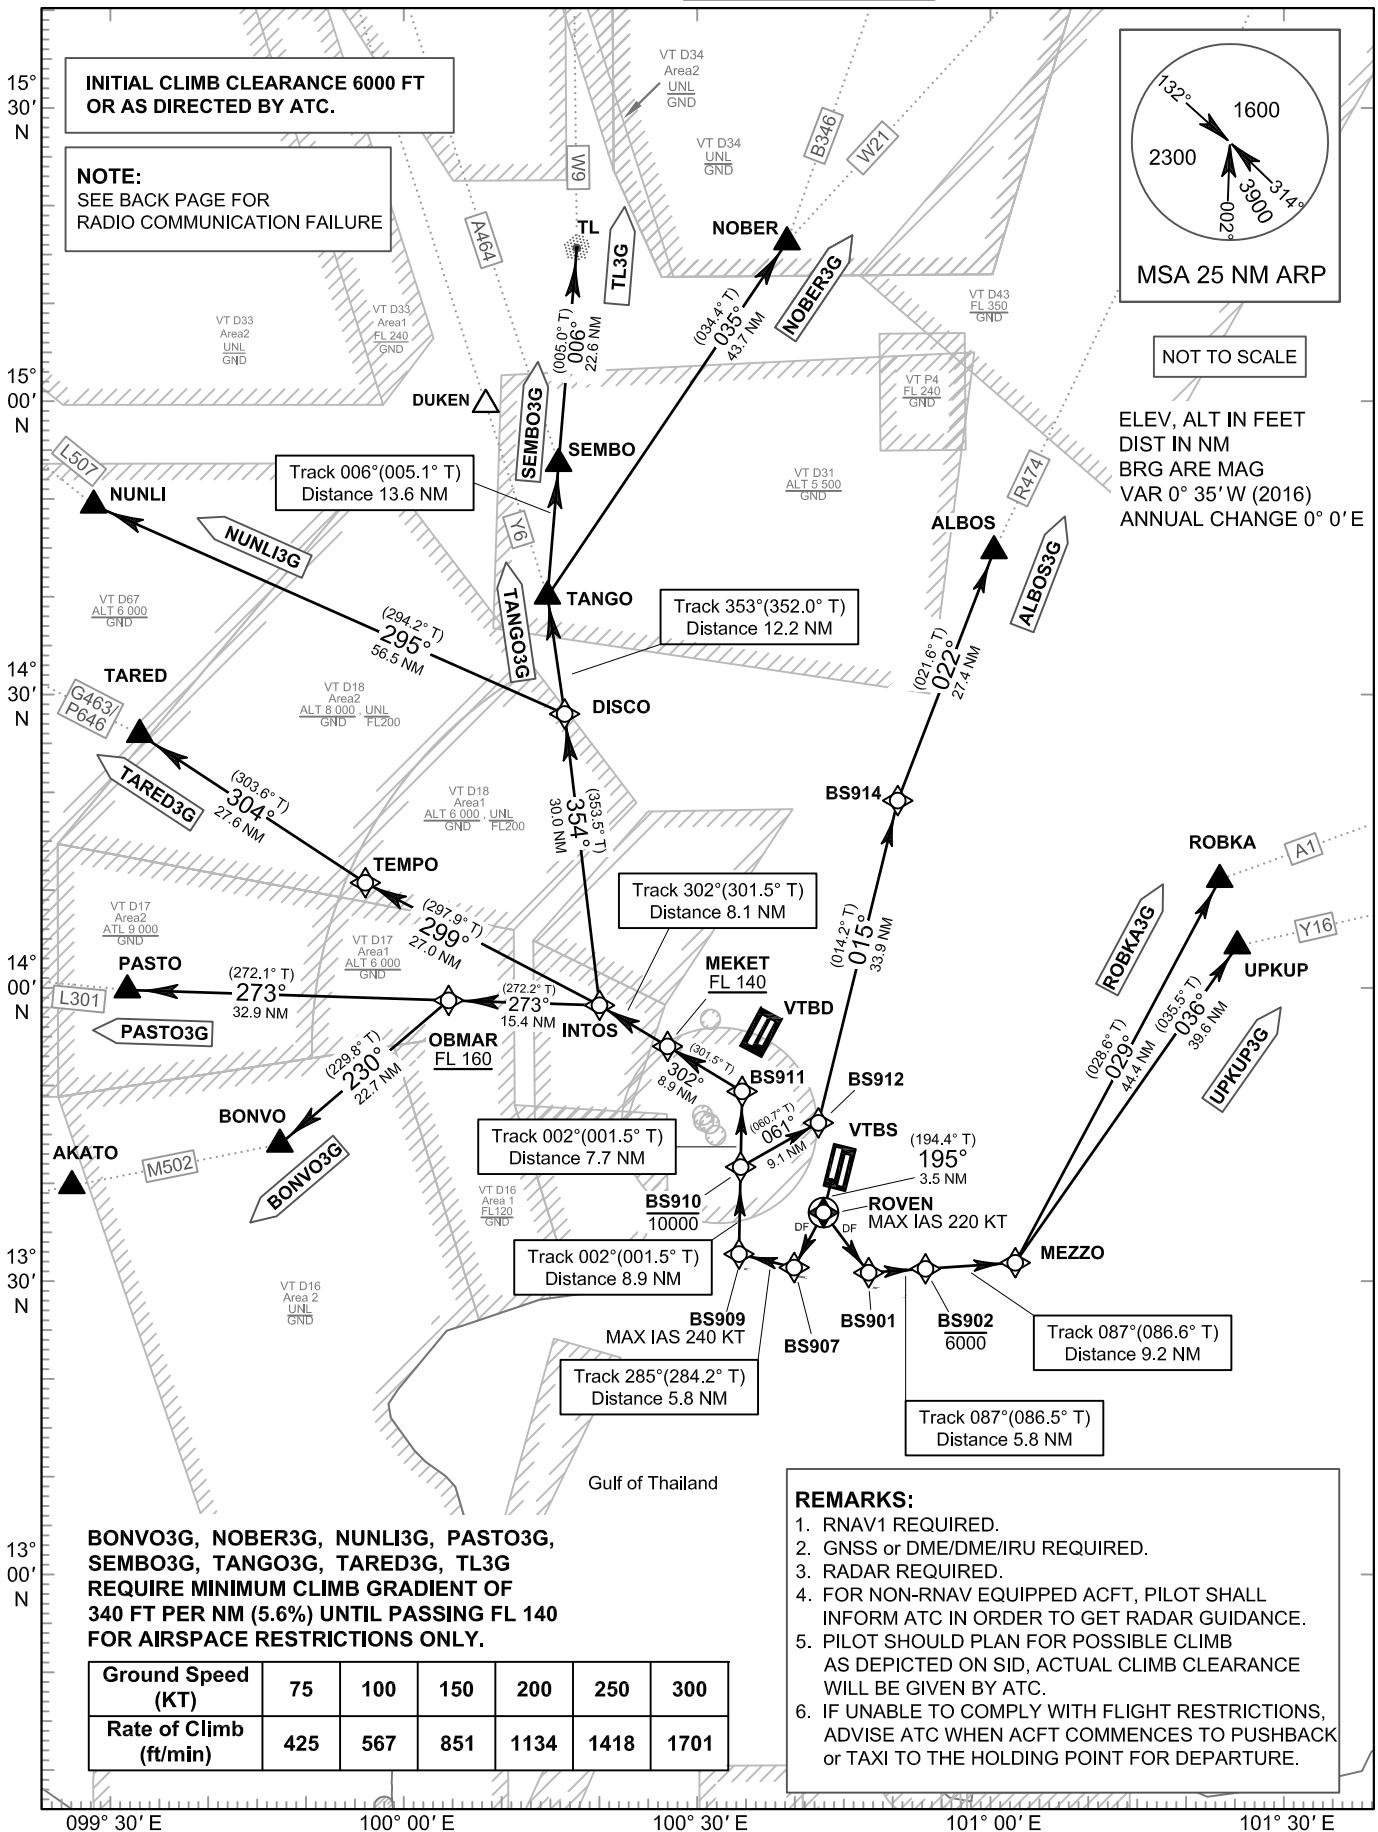 INITIAL CLIMB CLEARANCE 6000 FT
OR AS DIRECTED BY ATC.
NOTE:
SEE BACK PAGE FOR
RADIO COMMUNICATION FAILURE
15°
30′
N
15°
00′
N
14°
30′
N
14°
00′
N
13°
30′
N
13°
00′
N
VT D34
Area2
UNL
GND
VT D34
UNL
GND
B346
W21
W9
A464
132°
1600
2300
3900
314°
002°
MSA 25 NM ARP
NOT TO SCALE
ELEV, ALT IN FEET
DIST IN NM
BRG ARE MAG
VAR 0° 35′ W (2016)
ANNUAL CHANGE 0° 0′ E
TL
TL3G
NOBER
NOBER3G
VT D33
Area2
UNL
GND
VT D33
Area1
FL 240
GND
VT D43
FL 350
GND
(005.0° T)
006°
22.6 NM
(034.4° T)
035°
43.7 NM
VT P4
FL 240
GND
DUKEN
SEMBO3G
SEMBO
L507
NUNLI
NUNLI3G
Track 006°(005.1° T)
Distance 13.6 NM
VT D31
ALT 5 500
GND
R474
Y6
ALBOS
ALBOS3G
TANGO
TANGO3G
Track 353°(352.0° T)
Distance 12.2 NM
VT D67
ALT 6 000
GND
(294.2° T)
295°
56.5 NM
(021.6° T)
022°
27.4 NM
TARED
G463/
P646
TARED3G
VT D18
Area2
ALT 8 000 , UNL
GND FL200
DISCO
(303.6° T)
304°
27.6 NM
VT D18
Area1
ALT 6 000 , UNL
GND FL200
(353.5° T)
354°
30.0 NM
BS914
ROBKA
A1
TEMPO
Track 302°(301.5° T)
Distance 8.1 NM
VT D17
Area2
ATL 9 000
GND
(297.9° T)
299°
27.0 NM
VT D17
Area1
ALT 6 000
GND
(014.2° T)
015°
33.9 NM
ROBKA3G
Y16
UPKUP
UPKUP3G
PASTO
L301
PASTO3G
(272.1° T)
273°
32.9 NM
(272.2° T)
273°
15.4 NM
INTOS
OBMAR
FL 160
MEKET
FL 140
VTBD
(301.5° T)
302°
8.9 NM
BS911
BS912
(028.6° T)
029°
44.4 NM
(035.5° T)
036°
39.6 NM
(229.8° T)
230°
22.7 NM
BONVO
BONVO3G
AKATO
M502
Track 002°(001.5° T)
Distance 7.7 NM
(060.7° T)
061°
9.1 NM
VTBS
(194.4° T)
195°
3.5 NM
VT D16
Area 1
FL120
GND
BS910
10000
ROVEN
MAX IAS 220 KT
DF
DF
Track 002°(001.5° T)
Distance 8.9 NM
MEZZO
VT D16
Area 2
UNL
GND
BS909
MAX IAS 240 KT
BS907
BS901
BS902
6000
Track 087°(086.6° T)
Distance 9.2 NM
Track 285°(284.2° T)
Distance 5.8 NM
Track 087°(086.5° T)
Distance 5.8 NM
Gulf of Thailand
BONVO3G, NOBER3G, NUNLI3G, PASTO3G,
SEMBO3G, TANGO3G, TARED3G, TL3G
REQUIRE MINIMUM CLIMB GRADIENT OF
340 FT PER NM (5.6%) UNTIL PASSING FL 140
FOR AIRSPACE RESTRICTIONS ONLY.
Ground Speed
(KT) 75 100 150 200 250 300
Rate of Climb
(ft/min) 425 567 851 1134 1418 1701
REMARKS:
1. RNAV1 REQUIRED.
2. GNSS or DME/DME/IRU REQUIRED.
3. RADAR REQUIRED.
4. FOR NON-RNAV EQUIPPED ACFT, PILOT SHALL
INFORM ATC IN ORDER TO GET RADAR GUIDANCE.
5. PILOT SHOULD PLAN FOR POSSIBLE CLIMB
AS DEPICTED ON SID, ACTUAL CLIMB CLEARANCE
WILL BE GIVEN BY ATC.
6. IF UNABLE TO COMPLY WITH FLIGHT RESTRICTIONS,
ADVISE ATC WHEN ACFT COMMENCES TO PUSHBACK
or TAXI TO THE HOLDING POINT FOR DEPARTURE.
099° 30′ E
100° 00′ E
100° 30′ E
101° 00′ E
101° 30′ E